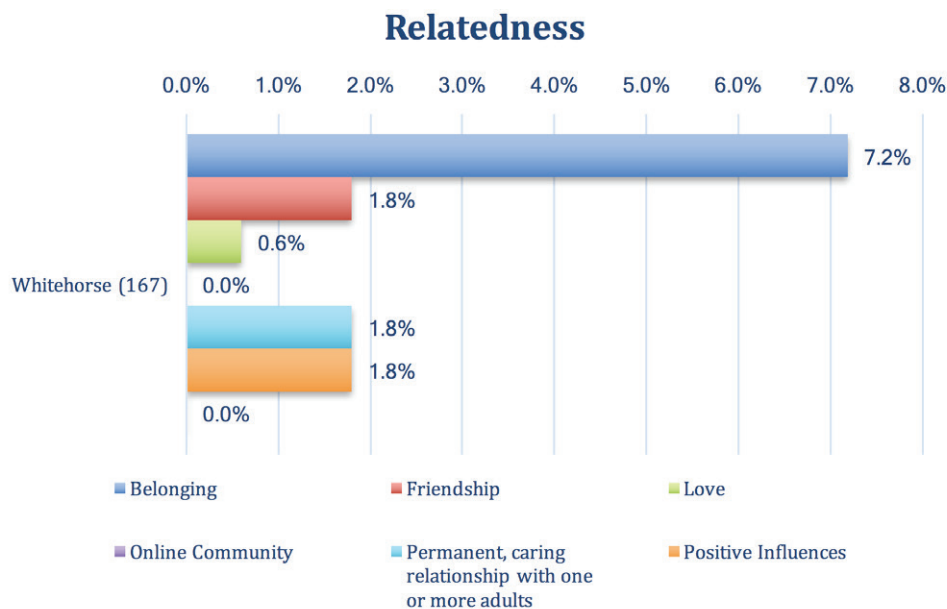 Relatedness
0.0% 1.0% 2.0% 3.0% 4.0% 5.0% 6.0% 7.0% 8.0%
7.2%
1.8%
0.6%
Whitehorse (167) 0.0%
1.8%
1.8%
0.0%
Belonging Friendship Love
Online Community Permanent, caring Positive Influences
relationship with one
or more adults